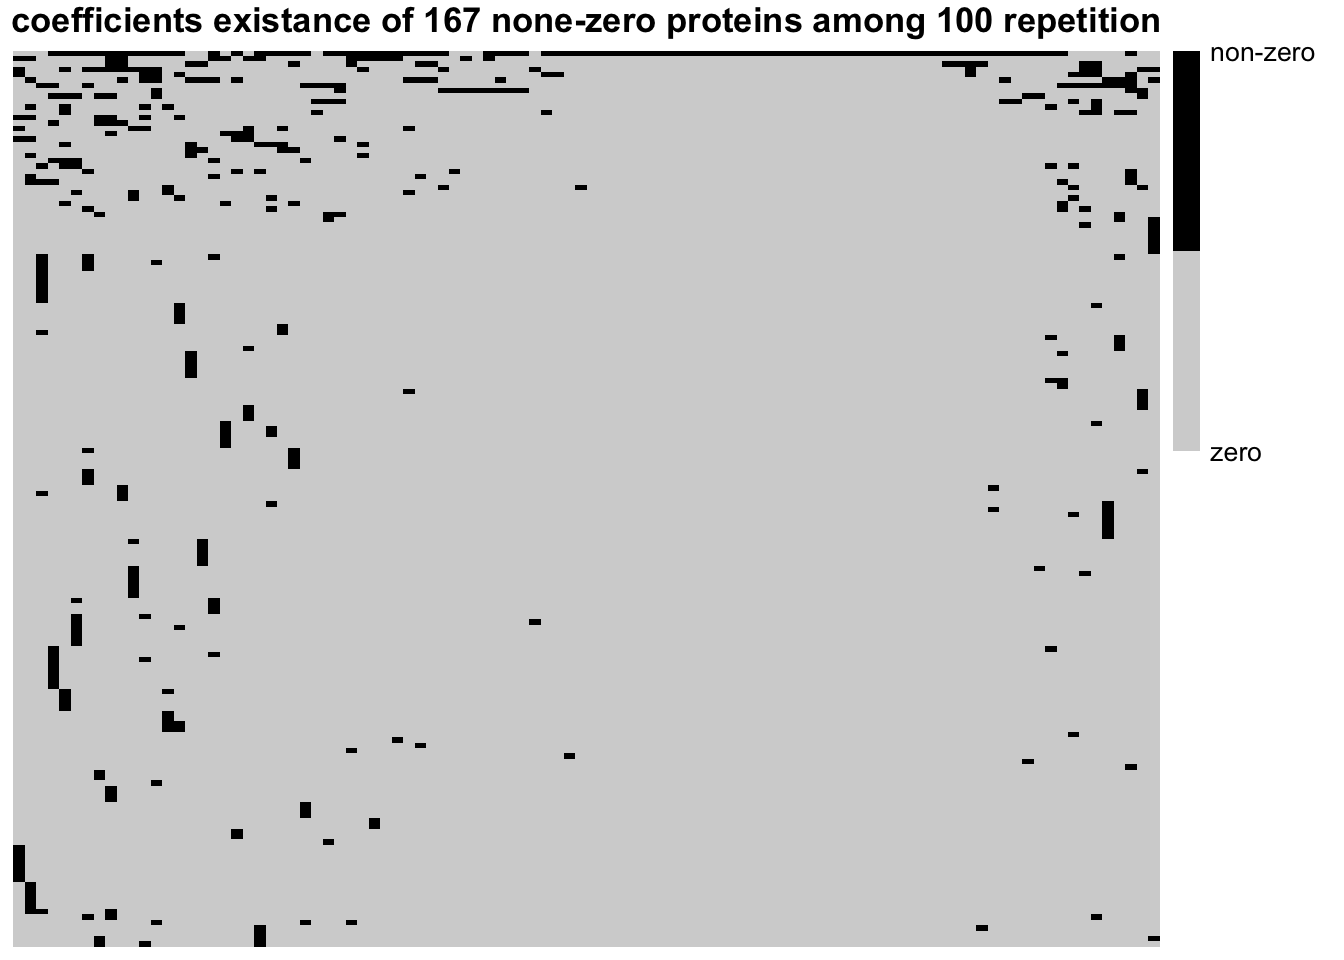 coefficients existance of 167 none-zero proteins among 100 repetition
non-zero
zero